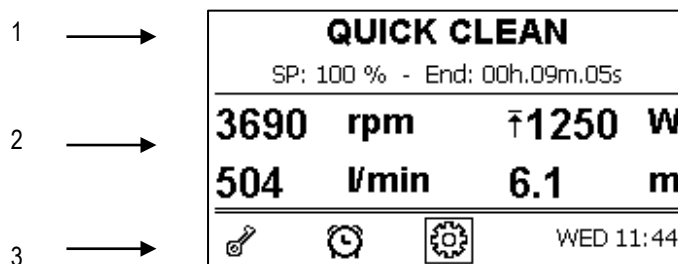 1
QUICK CLEAN
SP: 100 % - End: 00h.09m.05s
2
3690 rpm 1250 W
504 l/min 6.1 m
3
WED 11:44